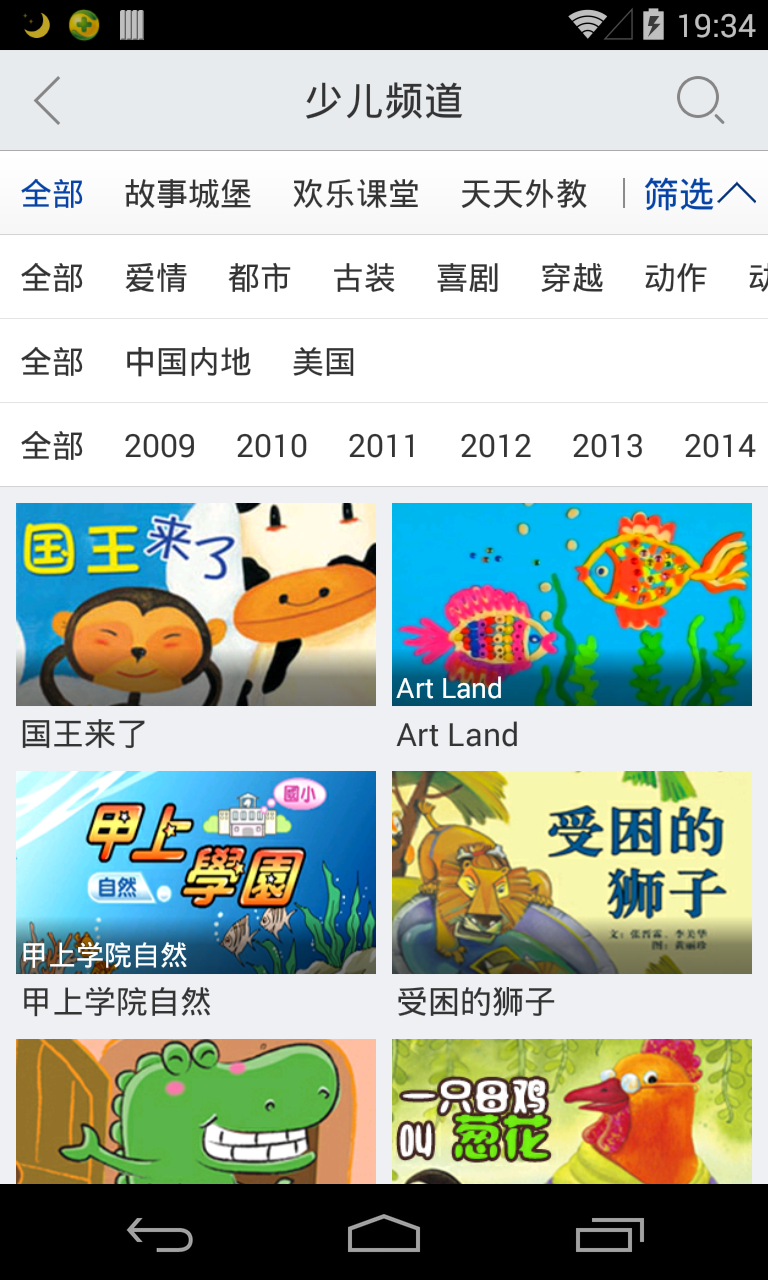 19:34
少儿频道
全部 故事城堡 欢乐课堂 天天外教 筛选
全部 爱情 都市 古装 喜剧 穿越 动作
全部 中国内地 美国
全部 2009 2010 2011 2012 2013 2014
国王来了
Art Land
国王来了
Art Land
國小
甲上
學園
自然
甲上学院自然
受困的
狮子
甲上学院自然
受困的狮子
一只母鸡
叫葱花